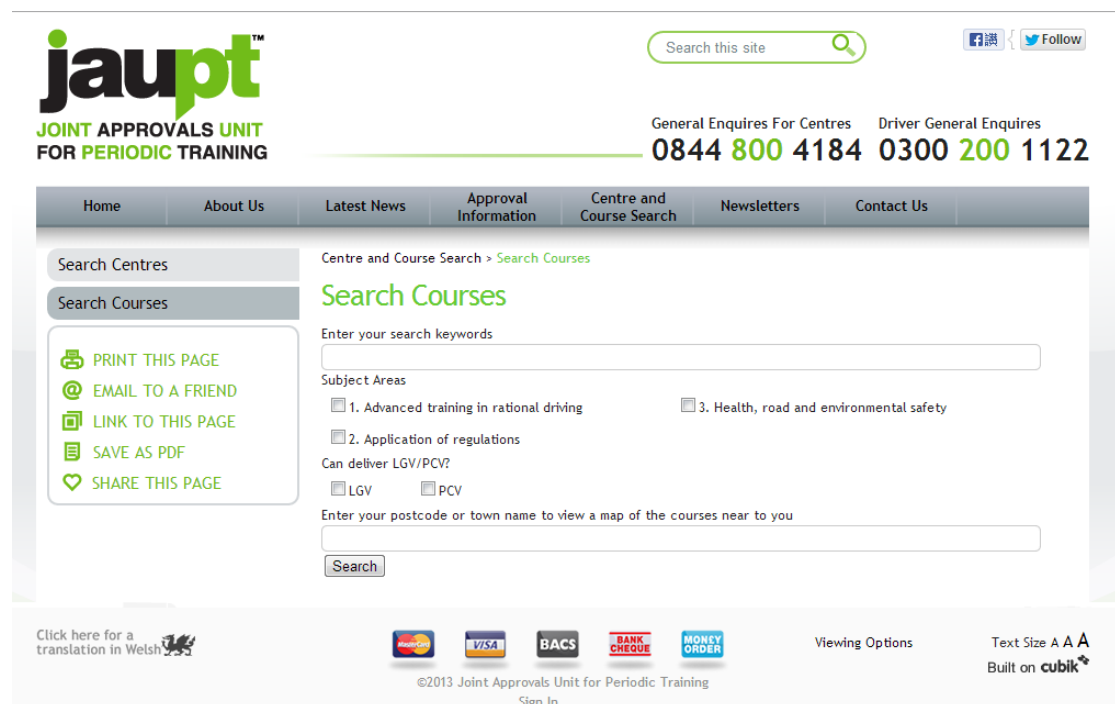 jaupt™
JOINT APPROVALS UNIT
FOR PERIODIC TRAINING
Search this site
Follow
General Enquires For Centres
0844 800 4184
Driver General Enquires
0300 200 1122
Home
About Us
Latest News
Approval
Information
Centre and
Course Search
Newsletters
Contact Us
Search Centres
Search Courses
PRINT THIS PAGE
EMAIL TO A FRIEND
LINK TO THIS PAGE
SAVE AS PDF
SHARE THIS PAGE
Centre and Course Search > Search Courses
Search Courses
Enter your search keywords
Subject Areas
1. Advanced training in rational driving
3. Health, road and environmental safety
2. Application of regulations
Can deliver LGV/PCV?
LGV
PCV
Enter your postcode or town name to view a map of the courses near to you
Search
Click here for a
translation in Welsh
MasterCard
VISA
BACS
BANK
CHEQUE
MONEY
ORDER
Viewing Options
Text Size A A A
Built on cubik
©2013 Joint Approvals Unit for Periodic Training
Sign In